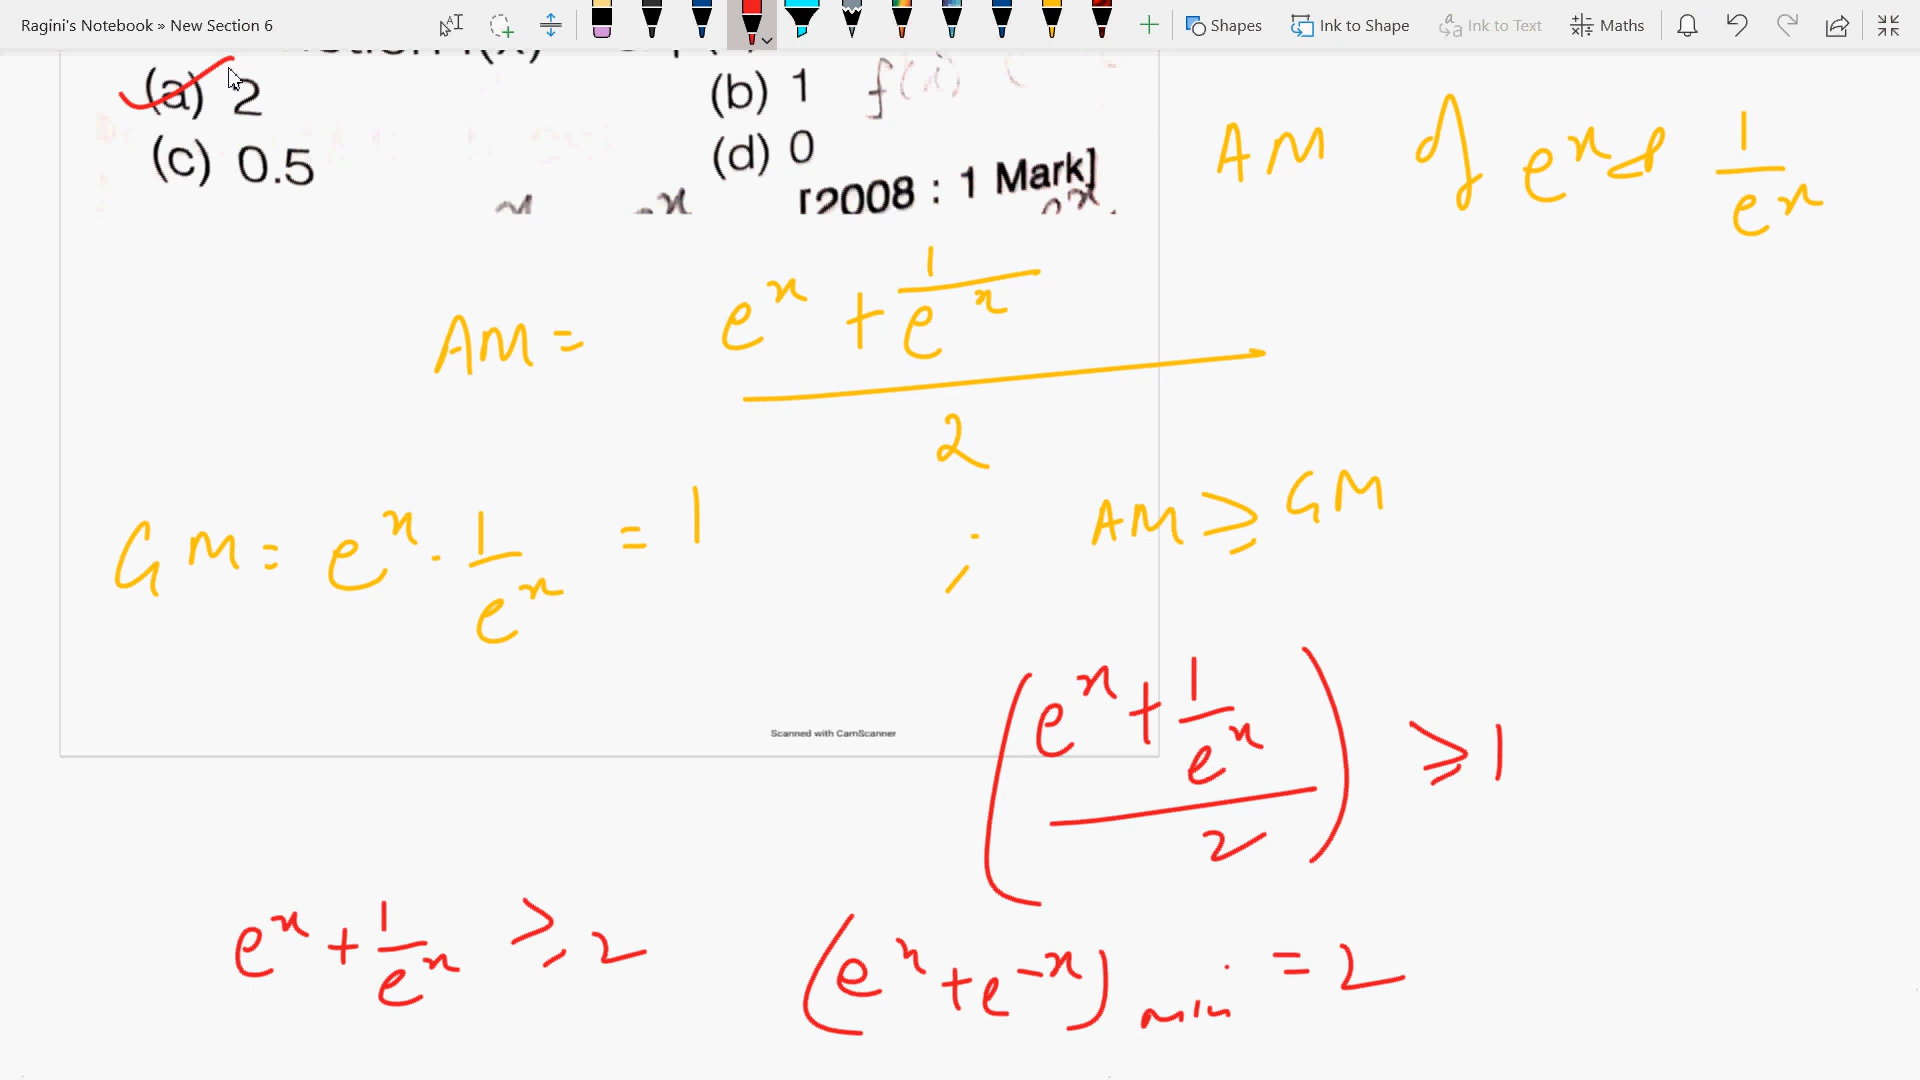 Ragini's Notebook » New Section 6
Shapes
Ink to Shape
Ink to Text
Maths
(a) 2
(b) 1 f(x)
(c) 0.5
(d) 0
[2008 : 1 Mark]
AM of e^x & 1/e^x
AM = (e^x + 1/e^x)/2
GM = e^x · 1/e^x = 1 ; AM ≥ GM
((e^x + 1/e^x)/2) ≥ 1
Scanned with CamScanner
e^x + 1/e^x ≥ 2
(e^x + e^-x) min = 2